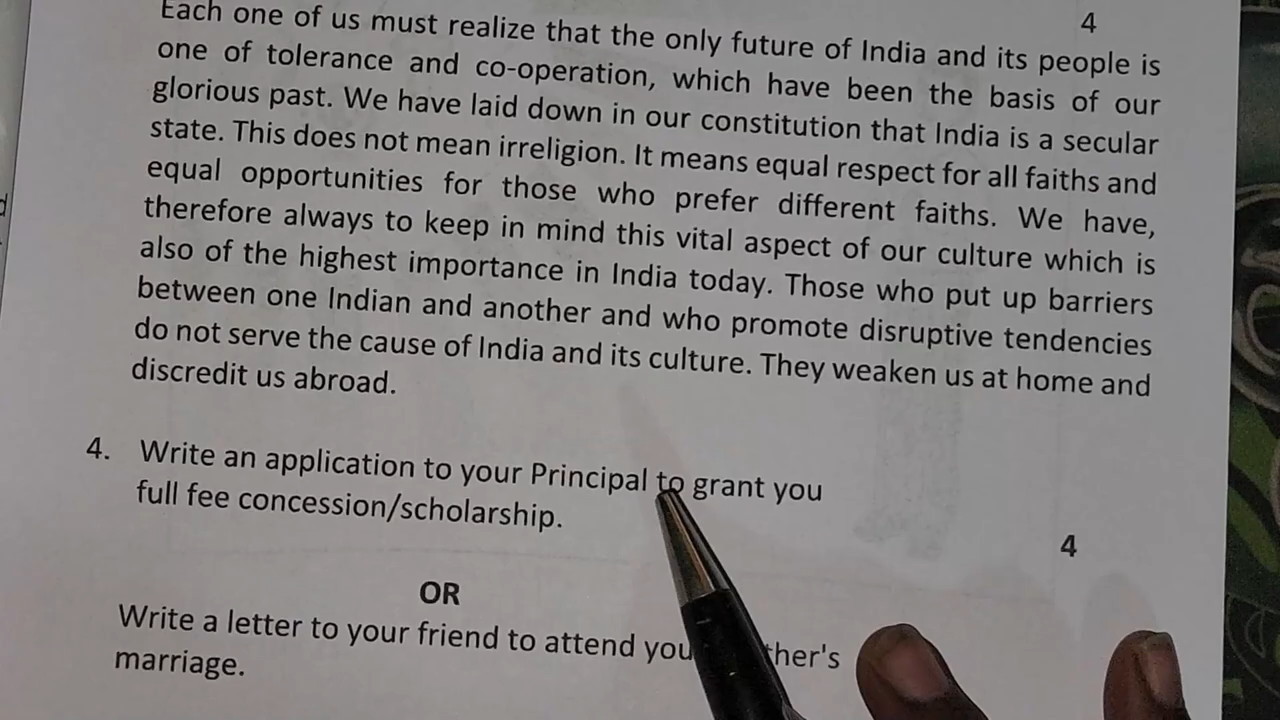 Each one of us must realize that the only future of India and its people is 4
one of tolerance and co-operation, which have been the basis of our
glorious past. We have laid down in our constitution that India is a secular
state. This does not mean irreligion. It means equal respect for all faiths and
equal opportunities for those who prefer different faiths. We have,
therefore always to keep in mind this vital aspect of our culture which is
also of the highest importance in India today. Those who put up barriers
between one Indian and another and who promote disruptive tendencies
do not serve the cause of India and its culture. They weaken us at home and
discredit us abroad.
4. Write an application to your Principal to grant you
full fee concession/scholarship.
4
OR
Write a letter to your friend to attend you ther's
marriage.